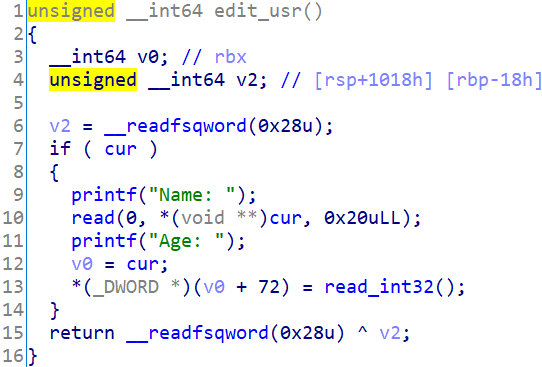 1 unsigned __int64 edit_usr()
2 {
3   __int64 v0; // rbx
4   unsigned __int64 v2; // [rsp+1018h] [rbp-18h]
5
6   v2 = __readfsqword(0x28u);
7   if ( cur )
8   {
9     printf("Name: ");
10     read(0, *(void **)cur, 0x20uLL);
11     printf("Age: ");
12     v0 = cur;
13     *(_DWORD *)(v0 + 72) = read_int32();
14   }
15   return __readfsqword(0x28u) ^ v2;
16 }